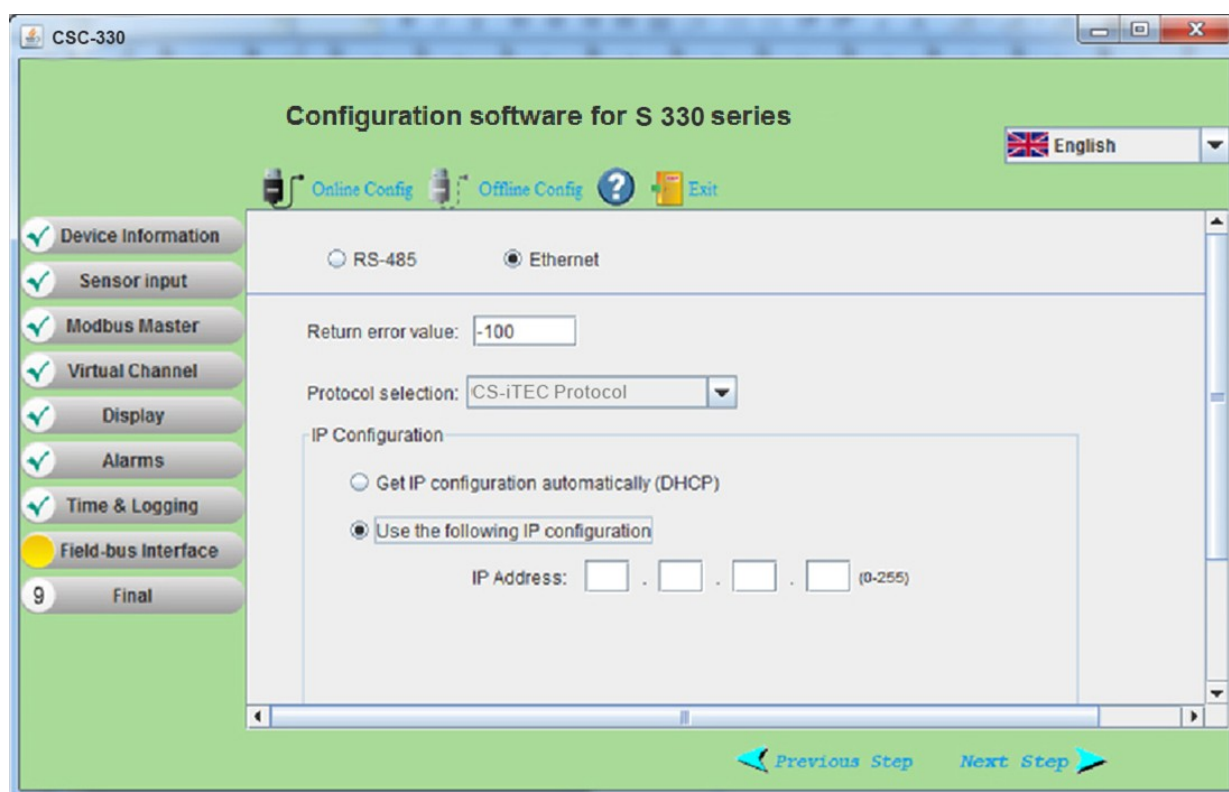 CSC-330
Configuration software for S 330 series
English
Online Config Offline Config ? Exit
Device Information
Sensor input
Modbus Master
Virtual Channel
Display
Alarms
Time & Logging
Field-bus Interface
9 Final
RS-485 Ethernet
Return error value: -100
Protocol selection: CS-iTEC Protocol
IP Configuration
Get IP configuration automatically (DHCP)
Use the following IP configuration
IP Address: . . . (0-255)
Previous Step Next Step